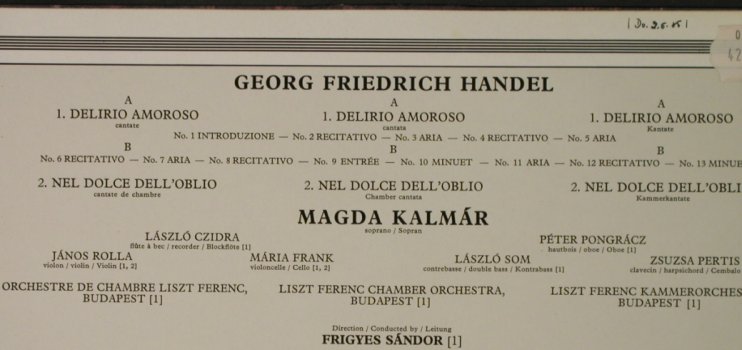 | Do. 2.5.85 |
0
42
GEORG FRIEDRICH HANDEL
A A A
1. DELIRIO AMOROSO 1. DELIRIO AMOROSO 1. DELIRIO AMOROSO
cantate cantata Kantate
No. 1 INTRODUZIONE — No. 2 RECITATIVO — No. 3 ARIA — No. 4 RECITATIVO — No. 5 ARIA
B B B
No. 6 RECITATIVO — No. 7 ARIA — No. 8 RECITATIVO — No. 9 ENTRÉE — No. 10 MINUET — No. 11 ARIA — No. 12 RECITATIVO — No. 13 MINUE
2. NEL DOLCE DELL'OBLIO 2. NEL DOLCE DELL'OBLIO 2. NEL DOLCE DELL'OBLI
cantate de chambre Chamber cantata Kammerkantate
MAGDA KALMÁR
soprano / Sopran
LÁSZLÓ CZIDRA PÉTER PONGRÁCZ
flûte à bec / recorder / Blockflöte [1] hautbois / oboe / Oboe [1]
JÁNOS ROLLA MÁRIA FRANK LÁSZLÓ SOM ZSUZSA PERTIS
violon / violin / Violin [1, 2] violoncelle / Cello [1, 2] contrebasse / double bass / Kontrabass [1] clavecin / harpsichord / Cembalo
ORCHESTRE DE CHAMBRE LISZT FERENC, LISZT FERENC CHAMBER ORCHESTRA, LISZT FERENC KAMMERORCHES
BUDAPEST [1] BUDAPEST [1] BUDAPEST [1]
Direction / Conducted by / Leitung
FRIGYES SÁNDOR [1]